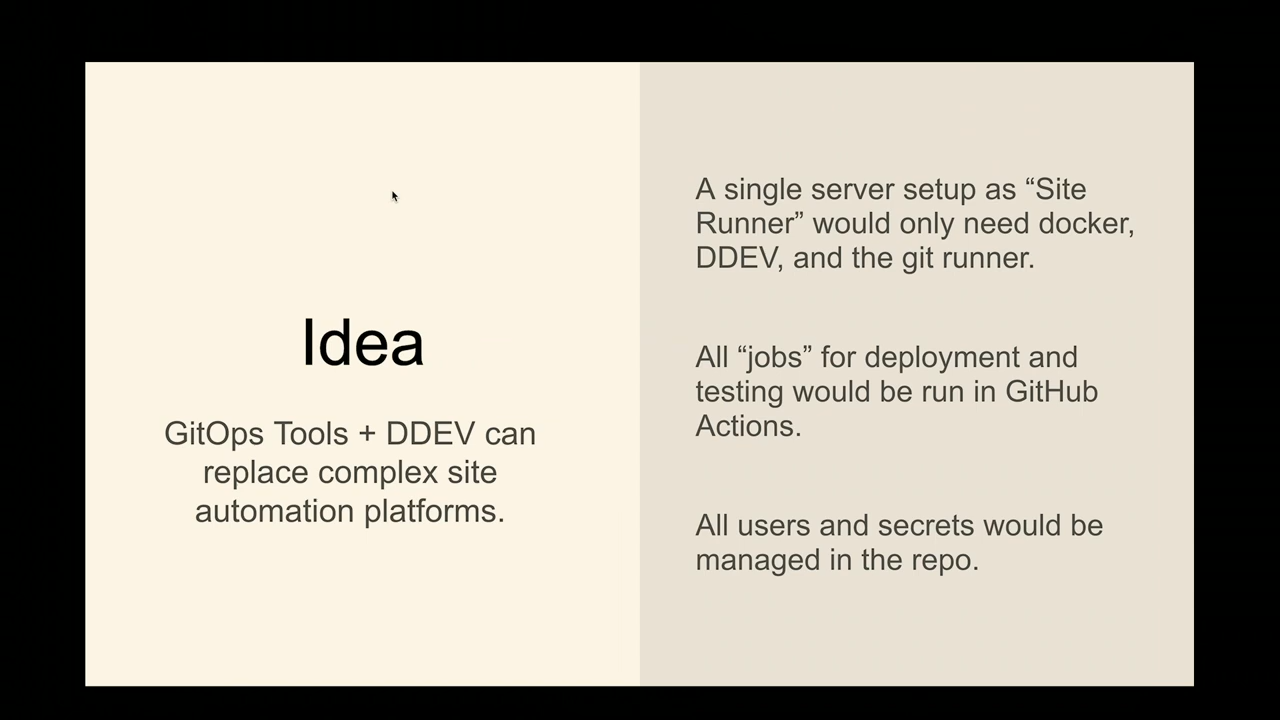 Idea
GitOps Tools + DDEV can
replace complex site
automation platforms.
A single server setup as “Site
Runner” would only need docker,
DDEV, and the git runner.
All “jobs” for deployment and
testing would be run in GitHub
Actions.
All users and secrets would be
managed in the repo.